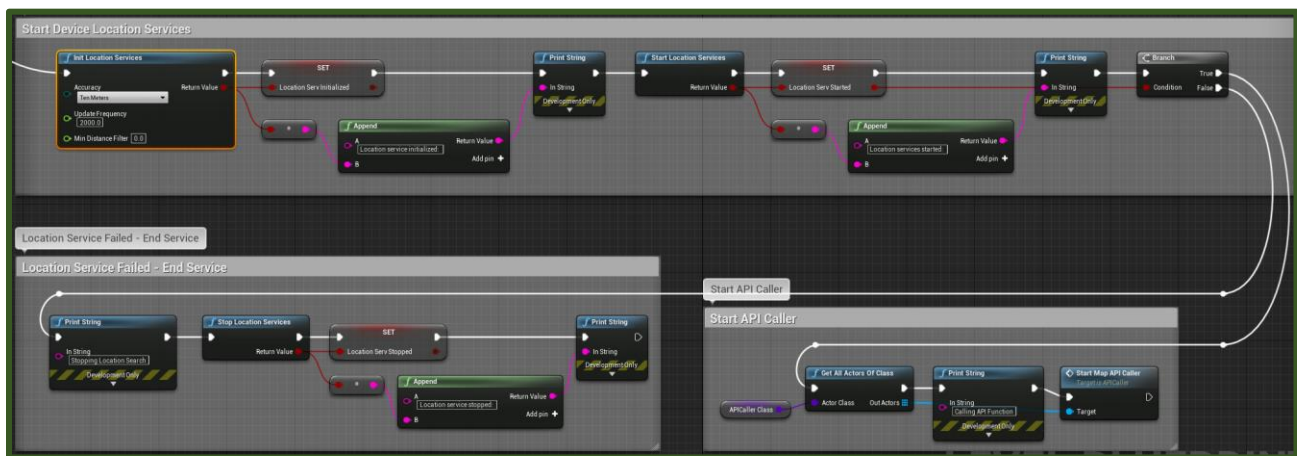 Start Device Location Services
Init Location Services
Accuracy
Return Value
Ten Meters
Update Frequency
2000.0
Min Distance Filter 0.0
SET
Location Serv Initialized
Append
A
Return Value
Location service initialized
Add pin +
B
Print String
In String
Development Only
Start Location Services
Return Value
SET
Location Serv Started
Append
A
Return Value
Location services started
Add pin +
B
Print String
In String
Development Only
Branch
True
Condition
False
Location Service Failed - End Service
Location Service Failed - End Service
Print String
In String
Stopping Location Search
Development Only
Stop Location Services
Return Value
SET
Location Serv Stopped
Append
A
Return Value
Location service stopped
Add pin +
B
Print String
In String
Development Only
Start API Caller
Start API Caller
APICaller Class
Get All Actors Of Class
Actor Class
Out Actors
Print String
In String
Calling API Function
Development Only
Start Map API Caller
Target is APICaller
Target